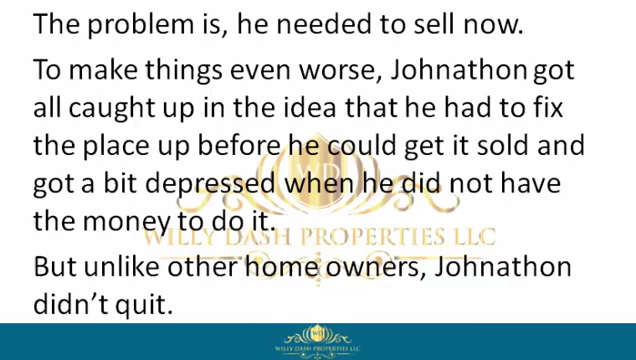 The problem is, he needed to sell now.
To make things even worse, Johnathon got
all caught up in the idea that he had to fix
the place up before he could get it sold and
got a bit depressed when he did not have
the money to do it.
WILLY DASH PROPERTIES LLC
But unlike other home owners, Johnathon
didn’t quit.
WILLY DASH PROPERTIES LLC